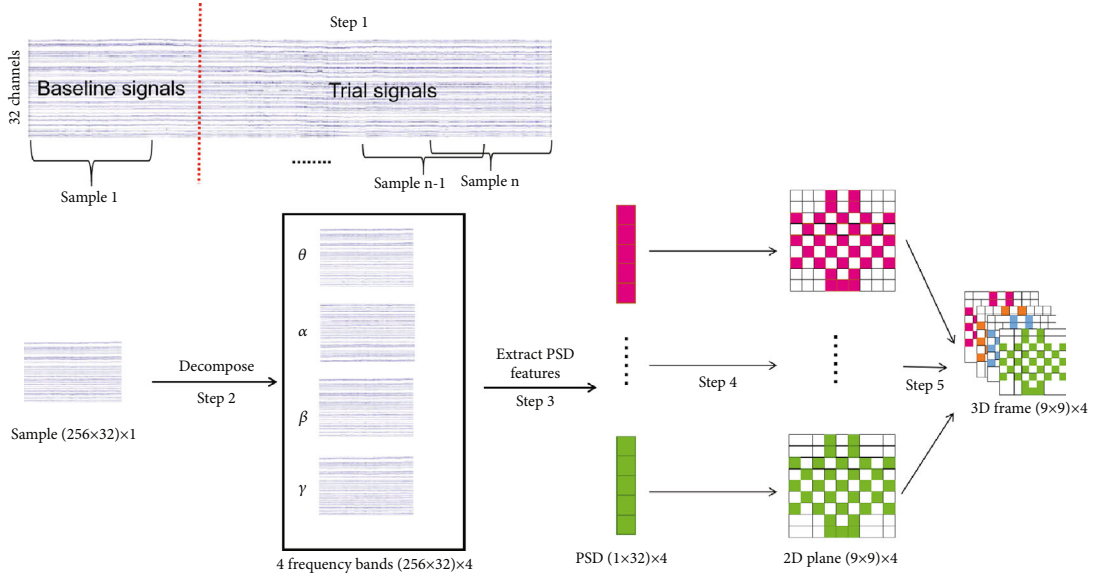 Step 1
32 channels
Baseline signals
Trial signals
Sample 1
Sample n-1
Sample n
θ
α
β
γ
Decompose
Step 2
Sample (256×32)×1
4 frequency bands (256×32)×4
Extract PSD
features
Step 3
Step 4
PSD (1×32)×4
2D plane (9×9)×4
Step 5
3D frame (9×9)×4